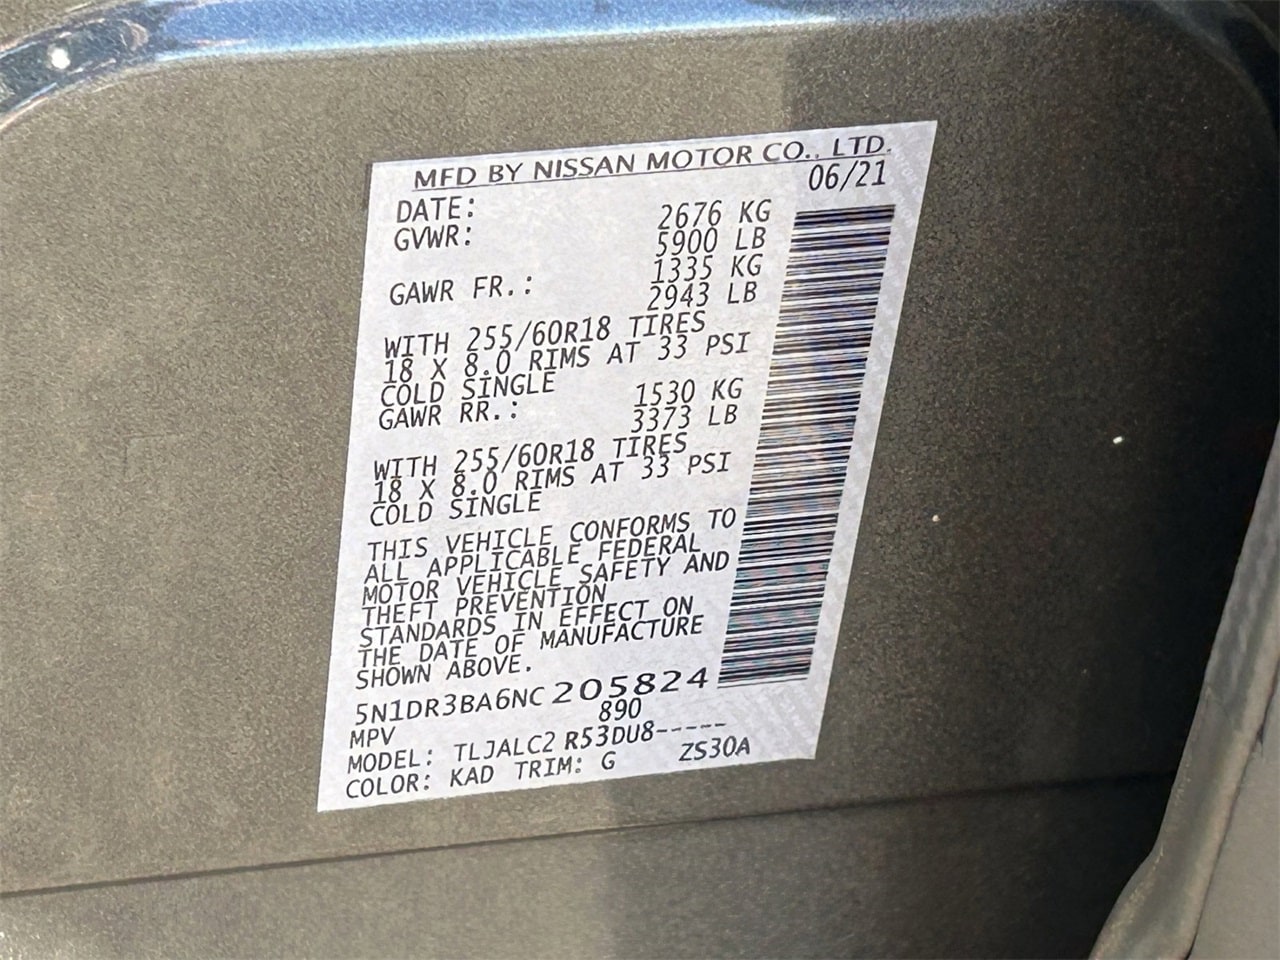 MFD BY NISSAN MOTOR CO., LTD.
DATE: 06/21
GVWR: 2676 KG
5900 LB
GAWR FR.: 1335 KG
2943 LB
WITH 255/60R18 TIRES
18 X 8.0 RIMS AT 33 PSI
COLD SINGLE
GAWR RR.: 1530 KG
3373 LB
WITH 255/60R18 TIRES
18 X 8.0 RIMS AT 33 PSI
COLD SINGLE
THIS VEHICLE CONFORMS TO
ALL APPLICABLE FEDERAL
MOTOR VEHICLE SAFETY AND
THEFT PREVENTION
STANDARDS IN EFFECT ON
THE DATE OF MANUFACTURE
SHOWN ABOVE.
5N1DR3BA6NC205824
MPV 890
MODEL: TLJALC2 R53DU8-----
COLOR: KAD TRIM: G ZS30A